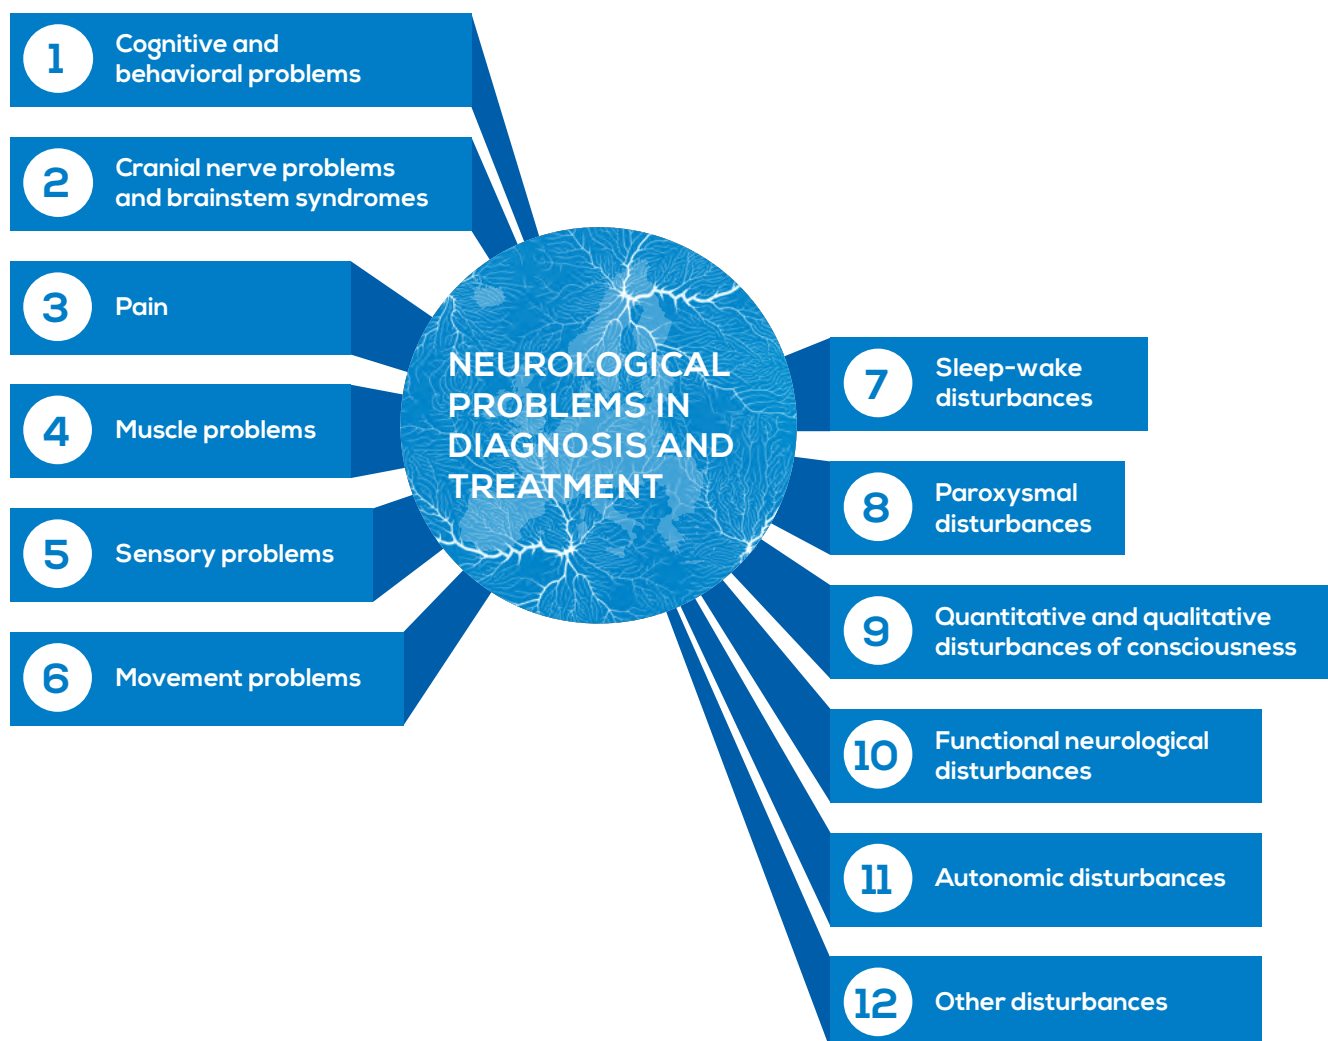 1
Cognitive and
behavioral problems
2
Cranial nerve problems
and brainstem syndromes
3
Pain
4
Muscle problems
5
Sensory problems
6
Movement problems
NEUROLOGICAL
PROBLEMS IN
DIAGNOSIS AND
TREATMENT
7
Sleep-wake
disturbances
8
Paroxysmal
disturbances
9
Quantitative and qualitative
disturbances of consciousness
10
Functional neurological
disturbances
11
Autonomic disturbances
12
Other disturbances